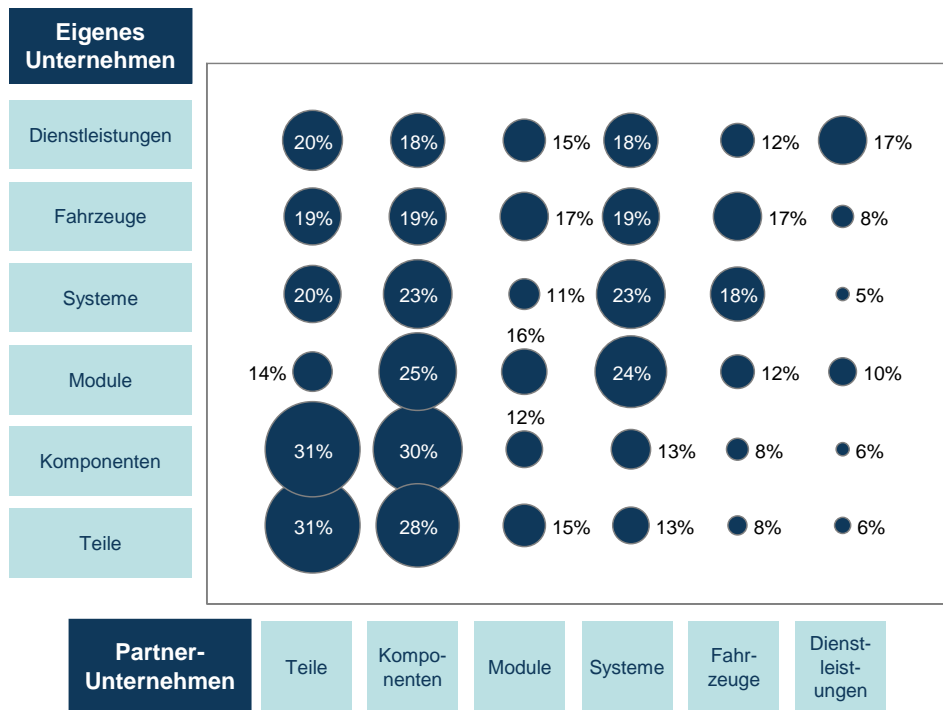 Eigenes
Unternehmen
Dienstleistungen
20% 18% 15% 18% 12% 17%
Fahrzeuge
19% 19% 17% 19% 17% 8%
Systeme
20% 23% 11% 23% 18% 5%
Module
14% 25% 16% 24% 12% 10%
Komponenten
31% 30% 12% 13% 8% 6%
Teile
31% 28% 15% 13% 8% 6%
Partner-
Unternehmen
Teile
Kompo-
nenten
Module
Systeme
Fahr-
zeuge
Dienst-
leist-
ungen